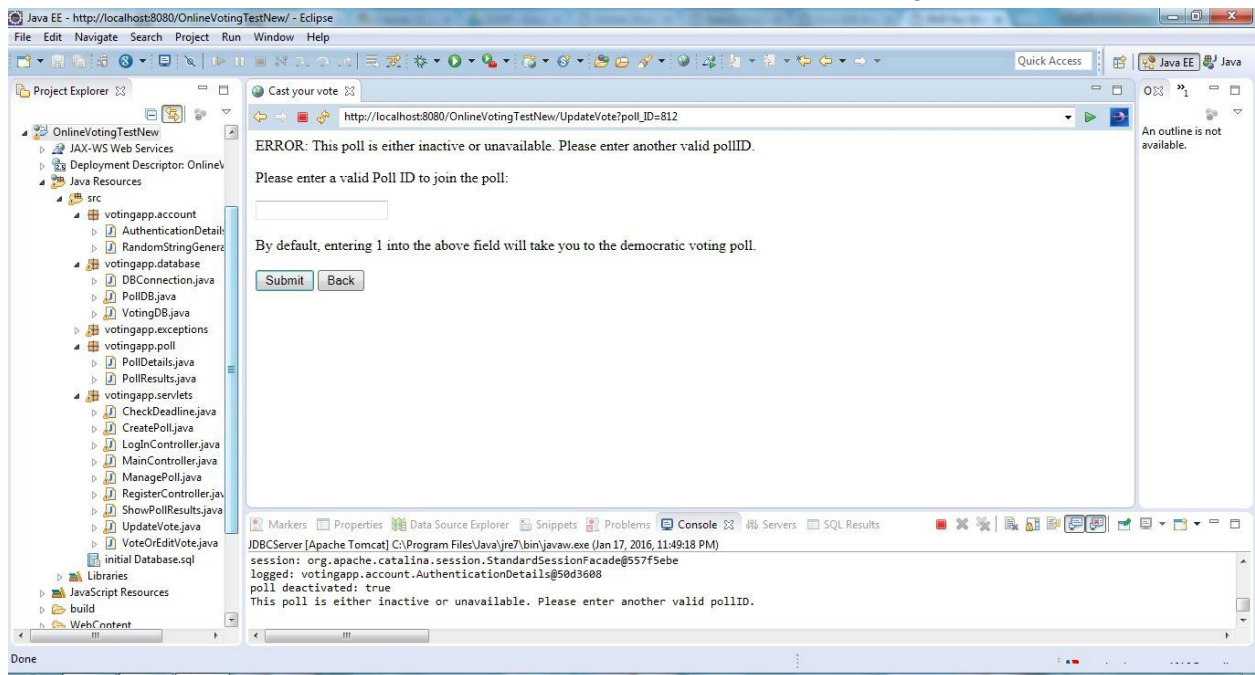 Java EE - http://localhost:8080/OnlineVotingTestNew/ - Eclipse
File Edit Navigate Search Project Run Window Help
Quick Access
Java EE
Java
Project Explorer
OnlineVotingTestNew
JAX-WS Web Services
Deployment Descriptor: OnlineV
Java Resources
src
votingapp.account
AuthenticationDetails
RandomStringGenera
votingapp.database
DBConnection.java
PollDB.java
VotingDB.java
votingapp.exceptions
votingapp.poll
PollDetails.java
PollResults.java
votingapp.servlets
CheckDeadline.java
CreatePoll.java
LogInController.java
MainController.java
ManagePoll.java
RegisterController.jav
ShowPollResults.java
UpdateVote.java
VoteOrEditVote.java
initial Database.sql
Libraries
JavaScript Resources
build
WebContent
Cast your vote
http://localhost:8080/OnlineVotingTestNew/UpdateVote?poll_ID=812
ERROR: This poll is either inactive or unavailable. Please enter another valid pollID.
Please enter a valid Poll ID to join the poll:
By default, entering 1 into the above field will take you to the democratic voting poll.
Submit Back
An outline is not
available.
Markers Properties Data Source Explorer Snippets Problems Console Servers SQL Results
JDBCServer [Apache Tomcat] C:\Program Files\Java\jre7\bin\javaw.exe (Jan 17, 2016, 11:49:18 PM)
session: org.apache.catalina.session.StandardSessionFacade@557f5ebe
logged: votingapp.account.AuthenticationDetails@50d3608
poll deactivated: true
This poll is either inactive or unavailable. Please enter another valid pollID.
Done